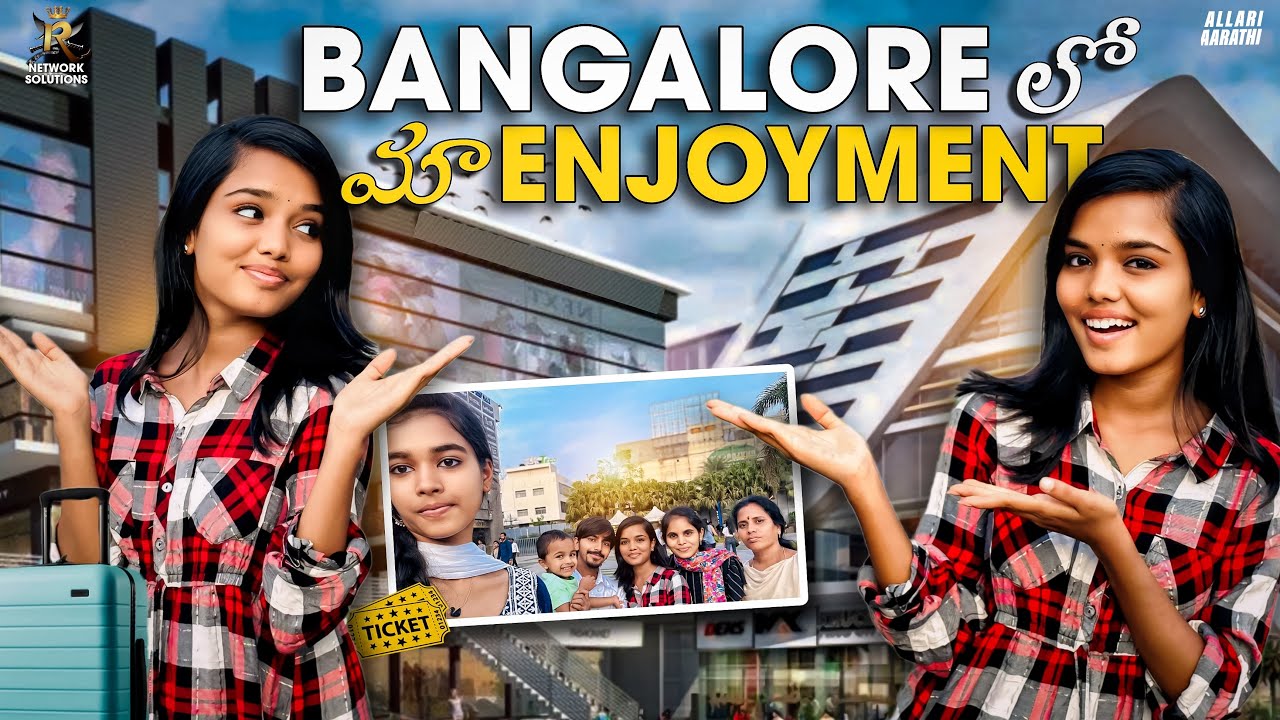 R
NETWORK
SOLUTIONS
ALLARI
AARATHI
BANGALORE లో
మా ENJOYMENT
TICKET